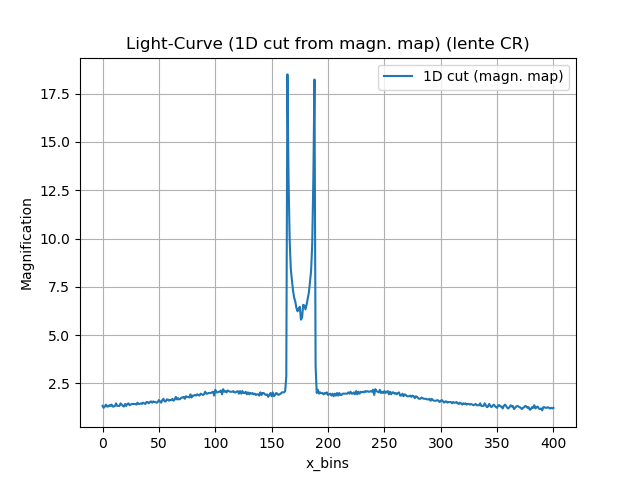 Light-Curve (1D cut from magn. map) (lente CR)
1D cut (magn. map)
Magnification
17.5
15.0
12.5
10.0
7.5
5.0
2.5
0 50 100 150 200 250 300 350 400
x_bins